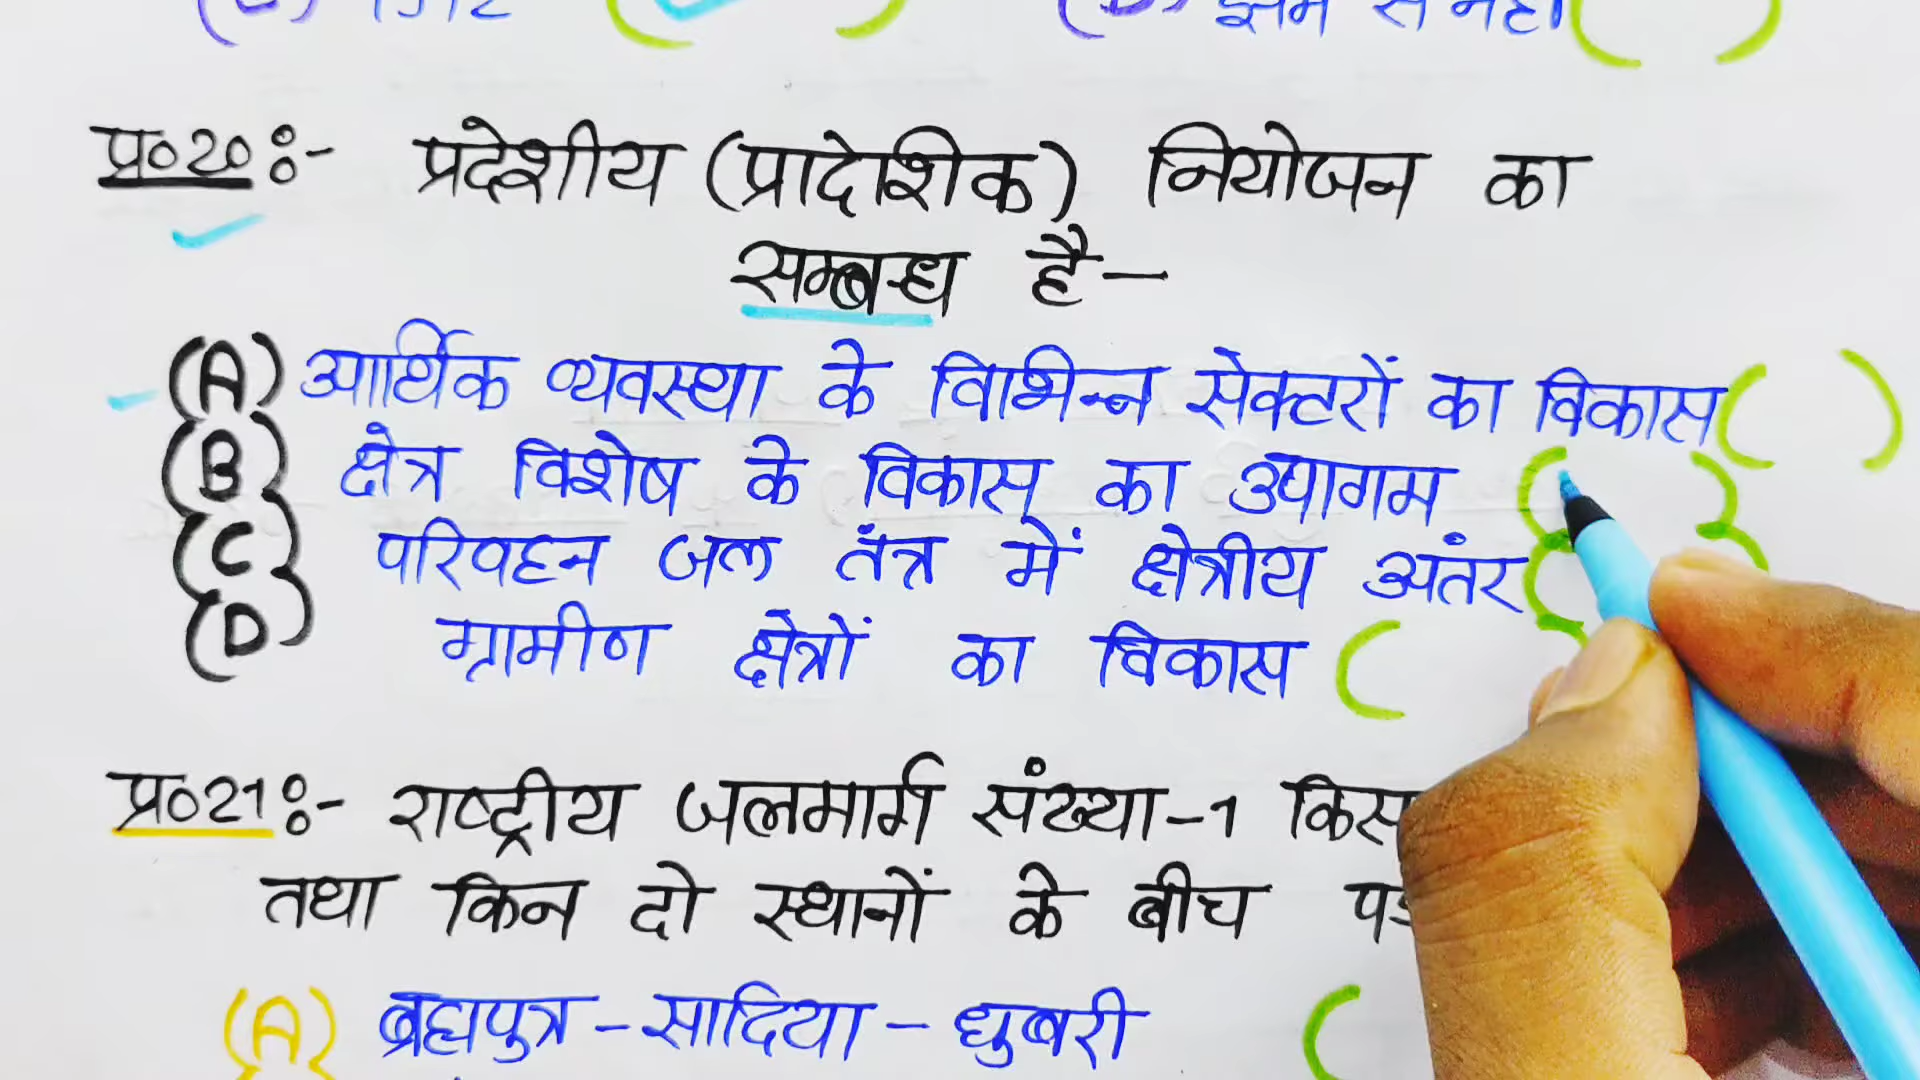 प्र०20:- प्रदेशीय (प्रादेशिक) नियोजन का
सम्बन्ध है-
(A) आर्थिक व्यवस्था के विभिन्न सेक्टरों का विकास ( )
(B) क्षेत्र विशेष के विकास का उपागम ( )
(C) परिवहन जल तंत्र में क्षेत्रीय अंतर (
(D) ग्रामीण क्षेत्रों का विकास (
प्र०21:- राष्ट्रीय जलमार्ग संख्या-1 किस
तथा किन दो स्थानों के बीच
(A) ब्रह्मपुत्र-सादिया-धुबरी (